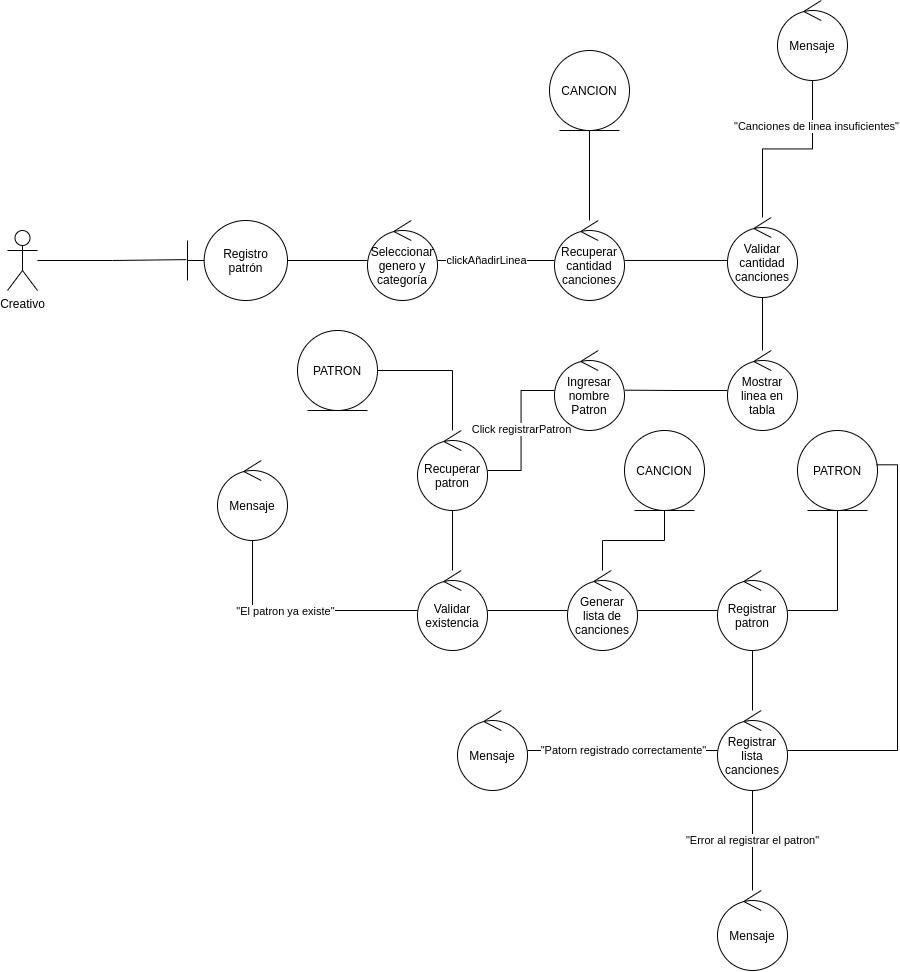 Mensaje
CANCION
"Canciones de linea insuficientes"
Creativo
Registro
patrón
Seleccionar
genero y
categoría
clickAñadirLinea
Recuperar
cantidad
canciones
Validar
cantidad
canciones
PATRON
Ingresar
nombre
Patron
Mostrar
linea en
tabla
Click registrarPatron
Recuperar
patron
CANCION
PATRON
Mensaje
"El patron ya existe"
Validar
existencia
Generar
lista de
canciones
Registrar
patron
Mensaje
"Patorn registrado correctamente"
Registrar
lista
canciones
"Error al registrar el patron"
Mensaje